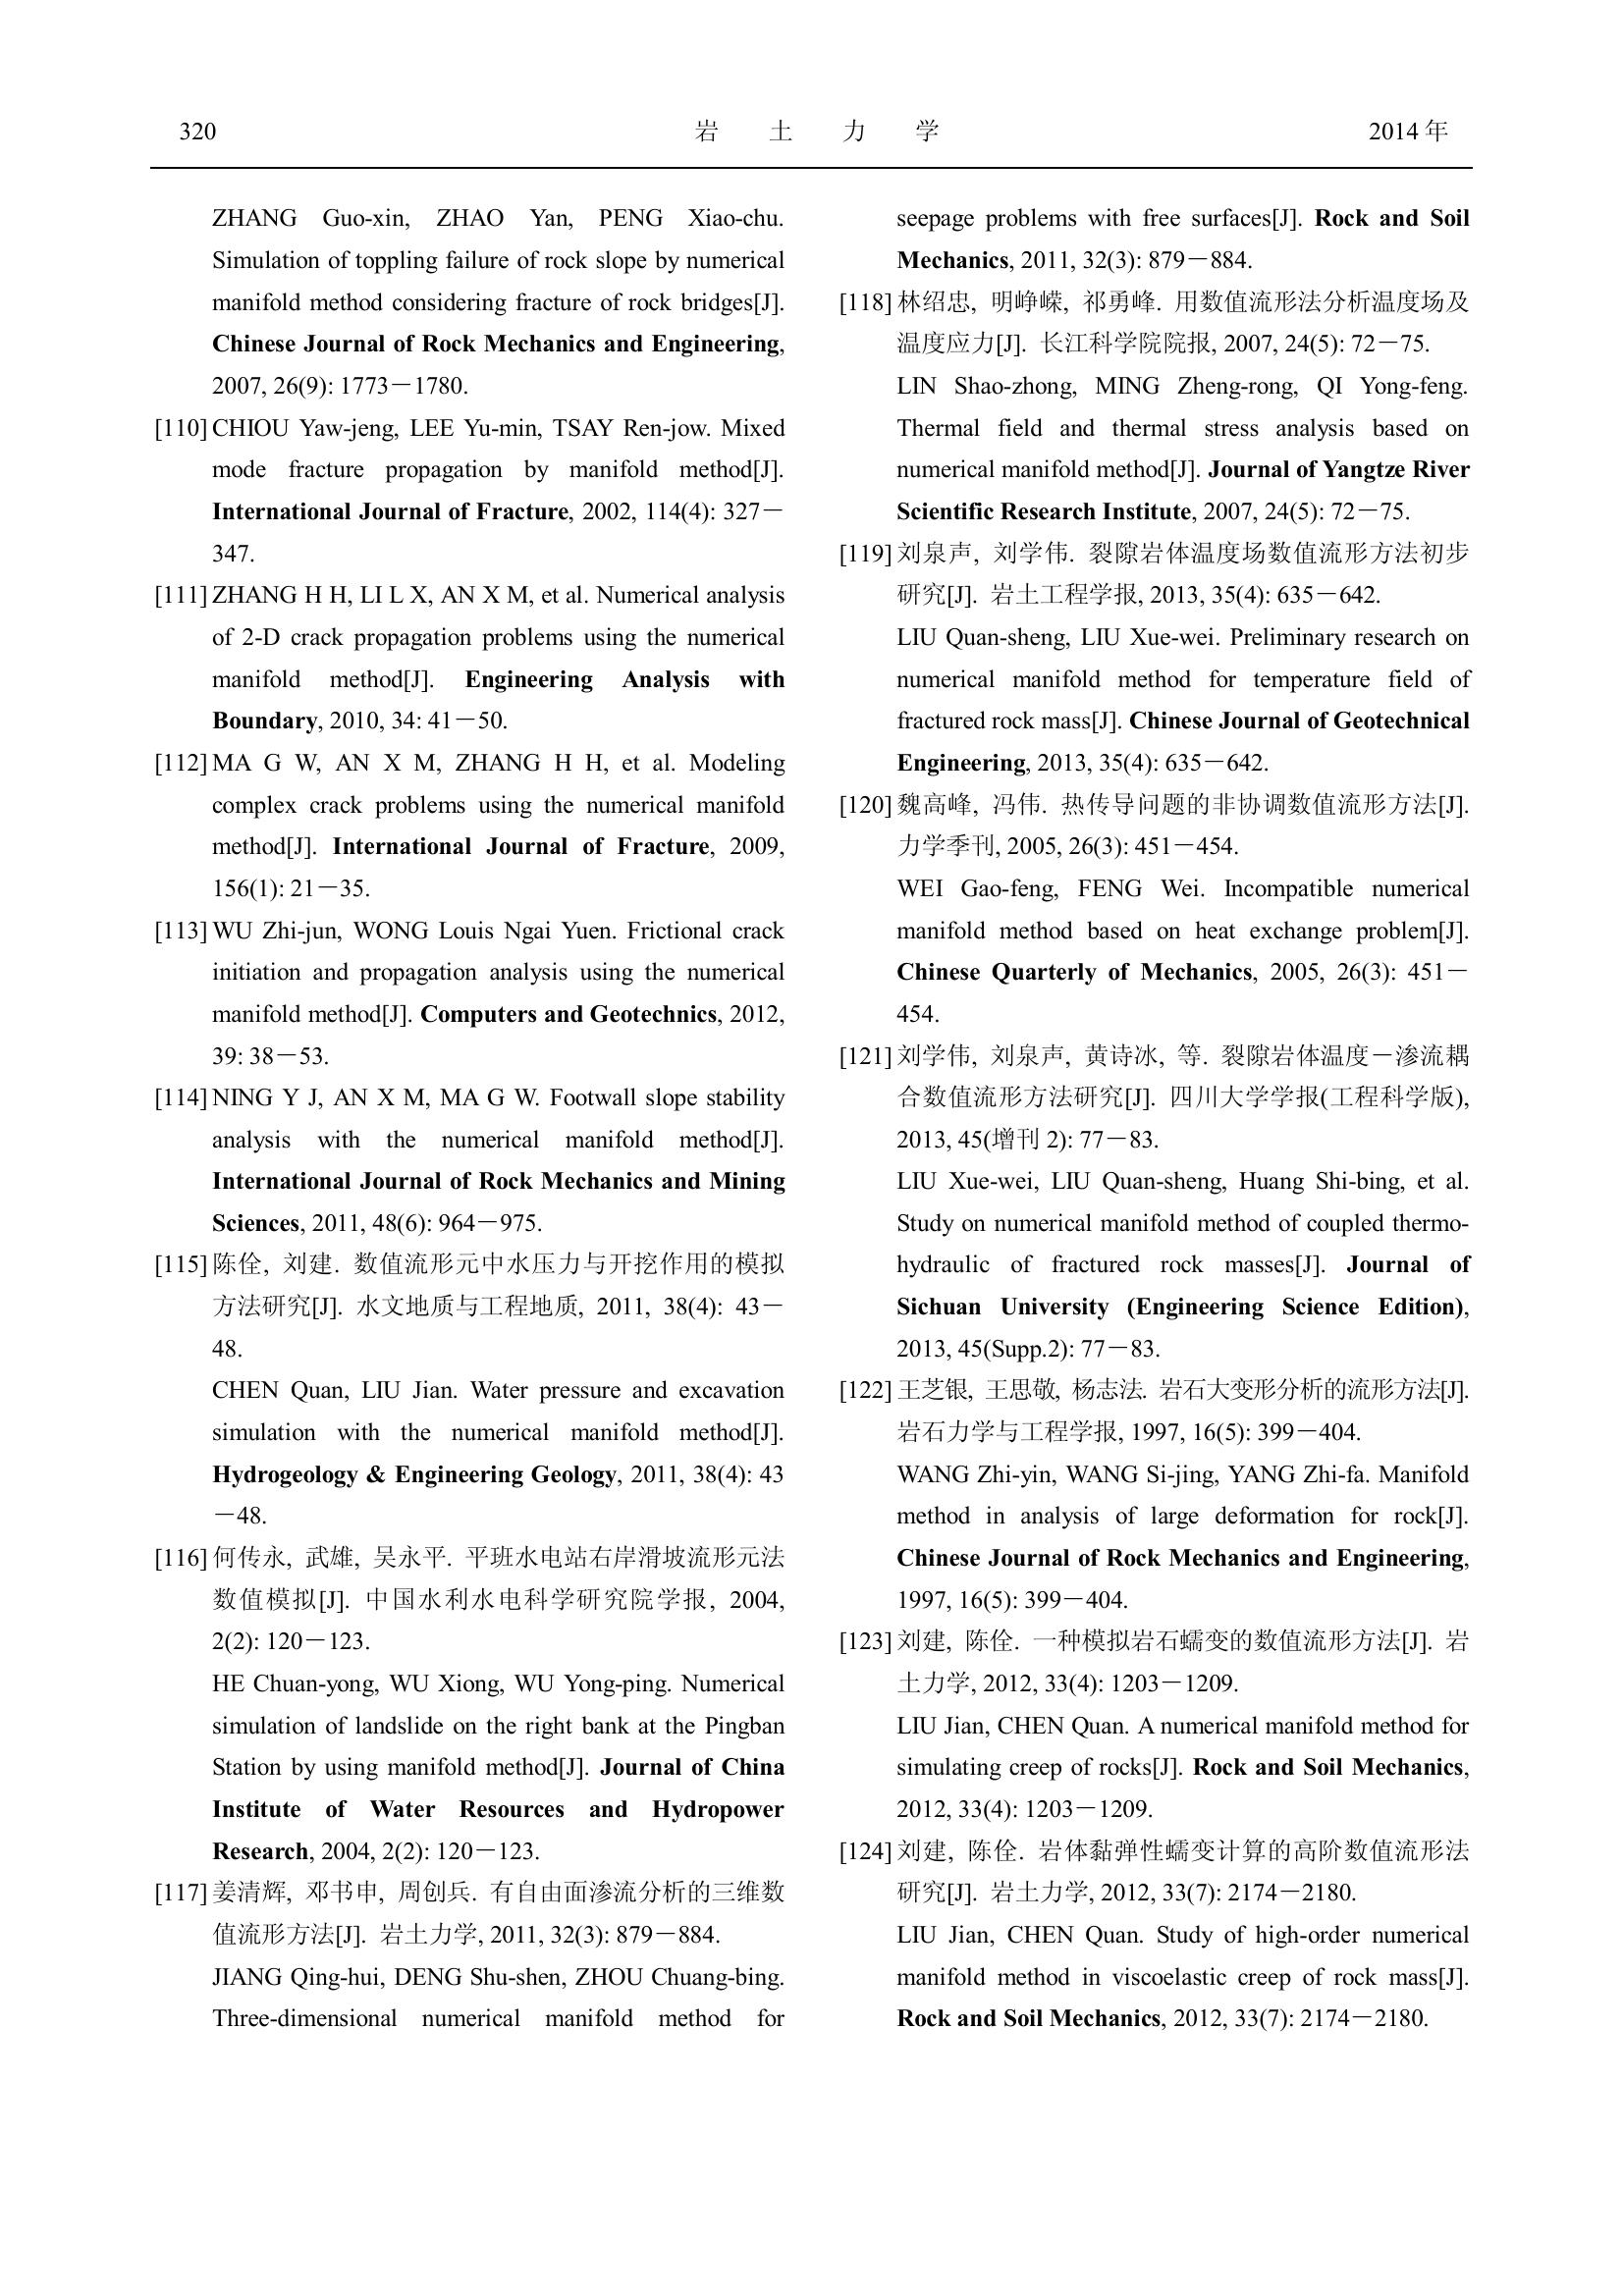 320
岩 土 力 学
2014 年
ZHANG Guo-xin, ZHAO Yan, PENG Xiao-chu.
Simulation of toppling failure of rock slope by numerical
manifold method considering fracture of rock bridges[J].
Chinese Journal of Rock Mechanics and Engineering,
2007, 26(9): 1773－1780.
[110] CHIOU Yaw-jeng, LEE Yu-min, TSAY Ren-jow. Mixed
mode fracture propagation by manifold method[J].
International Journal of Fracture, 2002, 114(4): 327－
347.
[111] ZHANG H H, LI L X, AN X M, et al. Numerical analysis
of 2-D crack propagation problems using the numerical
manifold method[J]. Engineering Analysis with
Boundary, 2010, 34: 41－50.
[112] MA G W, AN X M, ZHANG H H, et al. Modeling
complex crack problems using the numerical manifold
method[J]. International Journal of Fracture, 2009,
156(1): 21－35.
[113] WU Zhi-jun, WONG Louis Ngai Yuen. Frictional crack
initiation and propagation analysis using the numerical
manifold method[J]. Computers and Geotechnics, 2012,
39: 38－53.
[114] NING Y J, AN X M, MA G W. Footwall slope stability
analysis with the numerical manifold method[J].
International Journal of Rock Mechanics and Mining
Sciences, 2011, 48(6): 964－975.
[115] 陈佺, 刘建. 数值流形元中水压力与开挖作用的模拟
方法研究[J]. 水文地质与工程地质, 2011, 38(4): 43－
48.
CHEN Quan, LIU Jian. Water pressure and excavation
simulation with the numerical manifold method[J].
Hydrogeology & Engineering Geology, 2011, 38(4): 43
－48.
[116] 何传永, 武雄, 吴永平. 平班水电站右岸滑坡流形元法
数值模拟[J]. 中国水利水电科学研究院学报, 2004,
2(2): 120－123.
HE Chuan-yong, WU Xiong, WU Yong-ping. Numerical
simulation of landslide on the right bank at the Pingban
Station by using manifold method[J]. Journal of China
Institute of Water Resources and Hydropower
Research, 2004, 2(2): 120－123.
[117] 姜清辉, 邓书申, 周创兵. 有自由面渗流分析的三维数
值流形方法[J]. 岩土力学, 2011, 32(3): 879－884.
JIANG Qing-hui, DENG Shu-shen, ZHOU Chuang-bing.
Three-dimensional numerical manifold method for
seepage problems with free surfaces[J]. Rock and Soil
Mechanics, 2011, 32(3): 879－884.
[118] 林绍忠, 明峥嵘, 祁勇峰. 用数值流形法分析温度场及
温度应力[J]. 长江科学院院报, 2007, 24(5): 72－75.
LIN Shao-zhong, MING Zheng-rong, QI Yong-feng.
Thermal field and thermal stress analysis based on
numerical manifold method[J]. Journal of Yangtze River
Scientific Research Institute, 2007, 24(5): 72－75.
[119] 刘泉声, 刘学伟. 裂隙岩体温度场数值流形方法初步
研究[J]. 岩土工程学报, 2013, 35(4): 635－642.
LIU Quan-sheng, LIU Xue-wei. Preliminary research on
numerical manifold method for temperature field of
fractured rock mass[J]. Chinese Journal of Geotechnical
Engineering, 2013, 35(4): 635－642.
[120] 魏高峰, 冯伟. 热传导问题的非协调数值流形方法[J].
力学季刊, 2005, 26(3): 451－454.
WEI Gao-feng, FENG Wei. Incompatible numerical
manifold method based on heat exchange problem[J].
Chinese Quarterly of Mechanics, 2005, 26(3): 451－
454.
[121] 刘学伟, 刘泉声, 黄诗冰, 等. 裂隙岩体温度－渗流耦
合数值流形方法研究[J]. 四川大学学报(工程科学版),
2013, 45(增刊 2): 77－83.
LIU Xue-wei, LIU Quan-sheng, Huang Shi-bing, et al.
Study on numerical manifold method of coupled thermo-
hydraulic of fractured rock masses[J]. Journal of
Sichuan University (Engineering Science Edition),
2013, 45(Supp.2): 77－83.
[122] 王芝银, 王思敬, 杨志法. 岩石大变形分析的流形方法[J].
岩石力学与工程学报, 1997, 16(5): 399－404.
WANG Zhi-yin, WANG Si-jing, YANG Zhi-fa. Manifold
method in analysis of large deformation for rock[J].
Chinese Journal of Rock Mechanics and Engineering,
1997, 16(5): 399－404.
[123] 刘建, 陈佺. 一种模拟岩石蠕变的数值流形方法[J]. 岩
土力学, 2012, 33(4): 1203－1209.
LIU Jian, CHEN Quan. A numerical manifold method for
simulating creep of rocks[J]. Rock and Soil Mechanics,
2012, 33(4): 1203－1209.
[124] 刘建, 陈佺. 岩体黏弹性蠕变计算的高阶数值流形法
研究[J]. 岩土力学, 2012, 33(7): 2174－2180.
LIU Jian, CHEN Quan. Study of high-order numerical
manifold method in viscoelastic creep of rock mass[J].
Rock and Soil Mechanics, 2012, 33(7): 2174－2180.